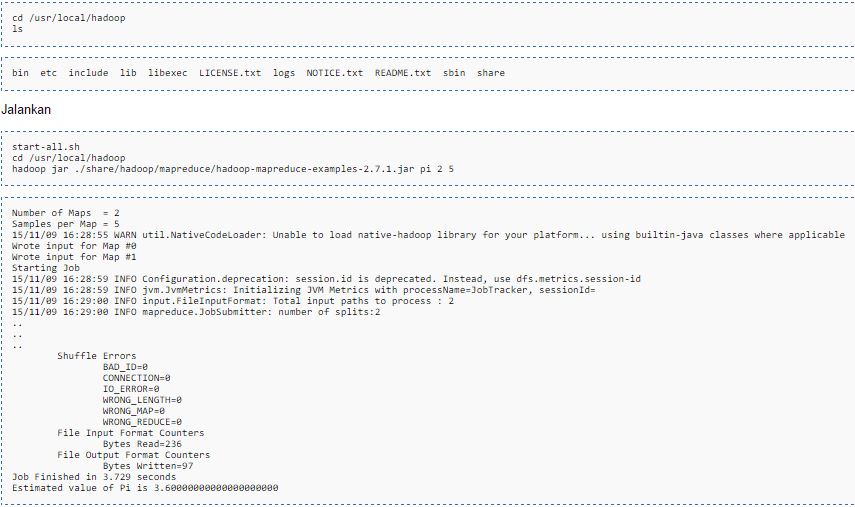 cd /usr/local/hadoop
ls
bin  etc  include  lib  libexec  LICENSE.txt  logs  NOTICE.txt  README.txt  sbin  share
Jalankan
start-all.sh
cd /usr/local/hadoop
hadoop jar ./share/hadoop/mapreduce/hadoop-mapreduce-examples-2.7.1.jar pi 2 5
Number of Maps  = 2
Samples per Map = 5
15/11/09 16:28:55 WARN util.NativeCodeLoader: Unable to load native-hadoop library for your platform... using builtin-java classes where applicable
Wrote input for Map #0
Wrote input for Map #1
Starting Job
15/11/09 16:28:59 INFO Configuration.deprecation: session.id is deprecated. Instead, use dfs.metrics.session-id
15/11/09 16:28:59 INFO jvm.JvmMetrics: Initializing JVM Metrics with processName=JobTracker, sessionId=
15/11/09 16:29:00 INFO input.FileInputFormat: Total input paths to process : 2
15/11/09 16:29:00 INFO mapreduce.JobSubmitter: number of splits:2
..
..
..
        Shuffle Errors
                BAD_ID=0
                CONNECTION=0
                IO_ERROR=0
                WRONG_LENGTH=0
                WRONG_MAP=0
                WRONG_REDUCE=0
        File Input Format Counters
                Bytes Read=236
        File Output Format Counters
                Bytes Written=97
Job Finished in 3.729 seconds
Estimated value of Pi is 3.60000000000000000000